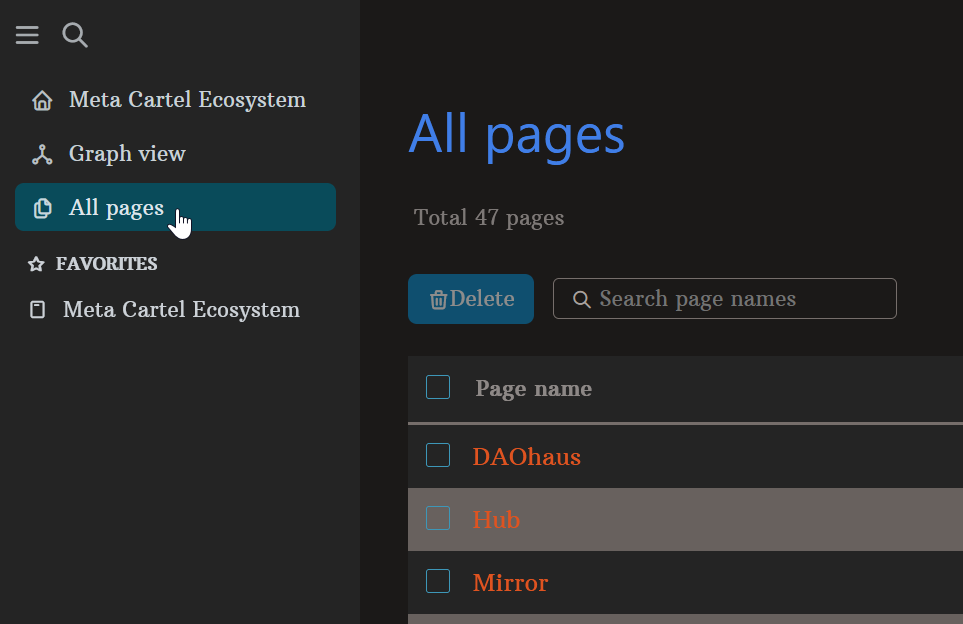 Meta Cartel Ecosystem
Graph view
All pages
FAVORITES
Meta Cartel Ecosystem
All pages
Total 47 pages
Delete
Search page names
Page name
DAOhaus
Hub
Mirror